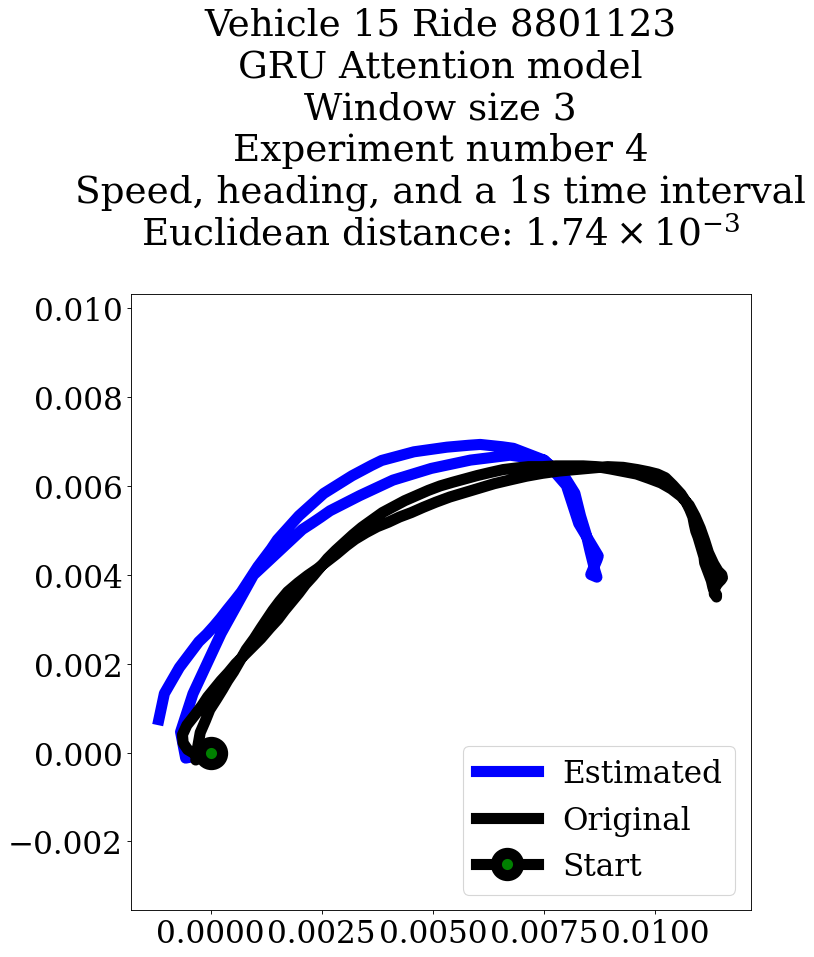 Vehicle 15 Ride 8801123
GRU Attention model
Window size 3
Experiment number 4
Speed, heading, and a 1s time interval
Euclidean distance: 1.74 × 10⁻³
0.010
0.008
0.006
0.004
0.002
0.000
−0.002
Estimated
Original
Start
0.0000 0.0025 0.0050 0.0075 0.0100